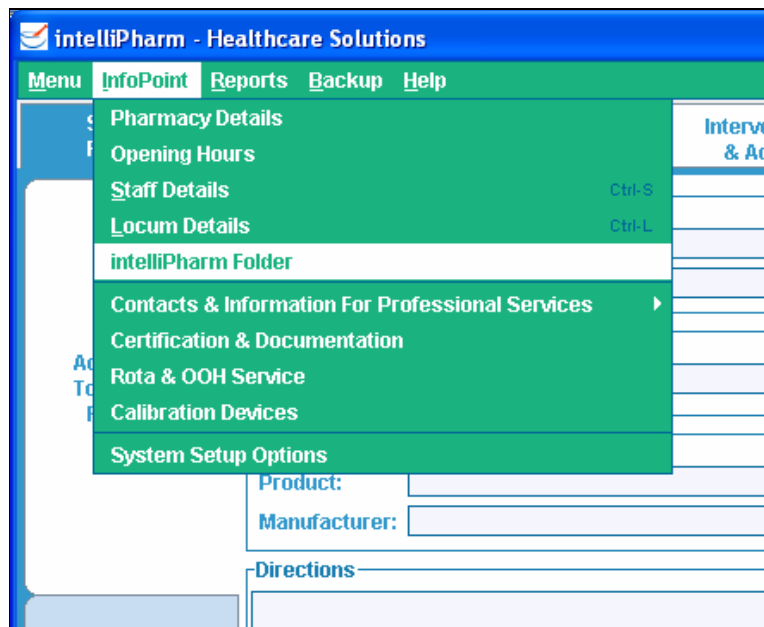 intelliPharm - Healthcare Solutions
Menu InfoPoint Reports Backup Help
Pharmacy Details
Opening Hours
Staff Details Ctrl-S
Locum Details Ctrl-L
intelliPharm Folder
Contacts & Information For Professional Services
Certification & Documentation
Rota & OOH Service
Calibration Devices
System Setup Options
Product:
Manufacturer:
Directions